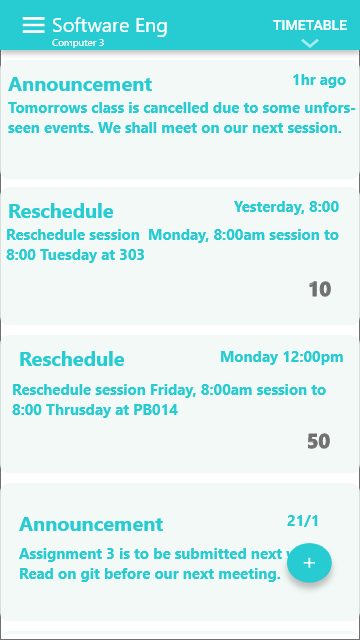 Software Eng
TIMETABLE
Computer 3
Announcement
1hr ago
Tomorrows class is cancelled due to some unfors-
seen events. We shall meet on our next session.
Reschedule
Yesterday, 8:00
Reschedule session Monday, 8:00am session to
8:00 Tuesday at 303
10
Reschedule
Monday 12:00pm
Reschedule session Friday, 8:00am session to
8:00 Thrusday at PB014
50
Announcement
21/1
Assignment 3 is to be submitted next
Read on git before our next meeting.
+